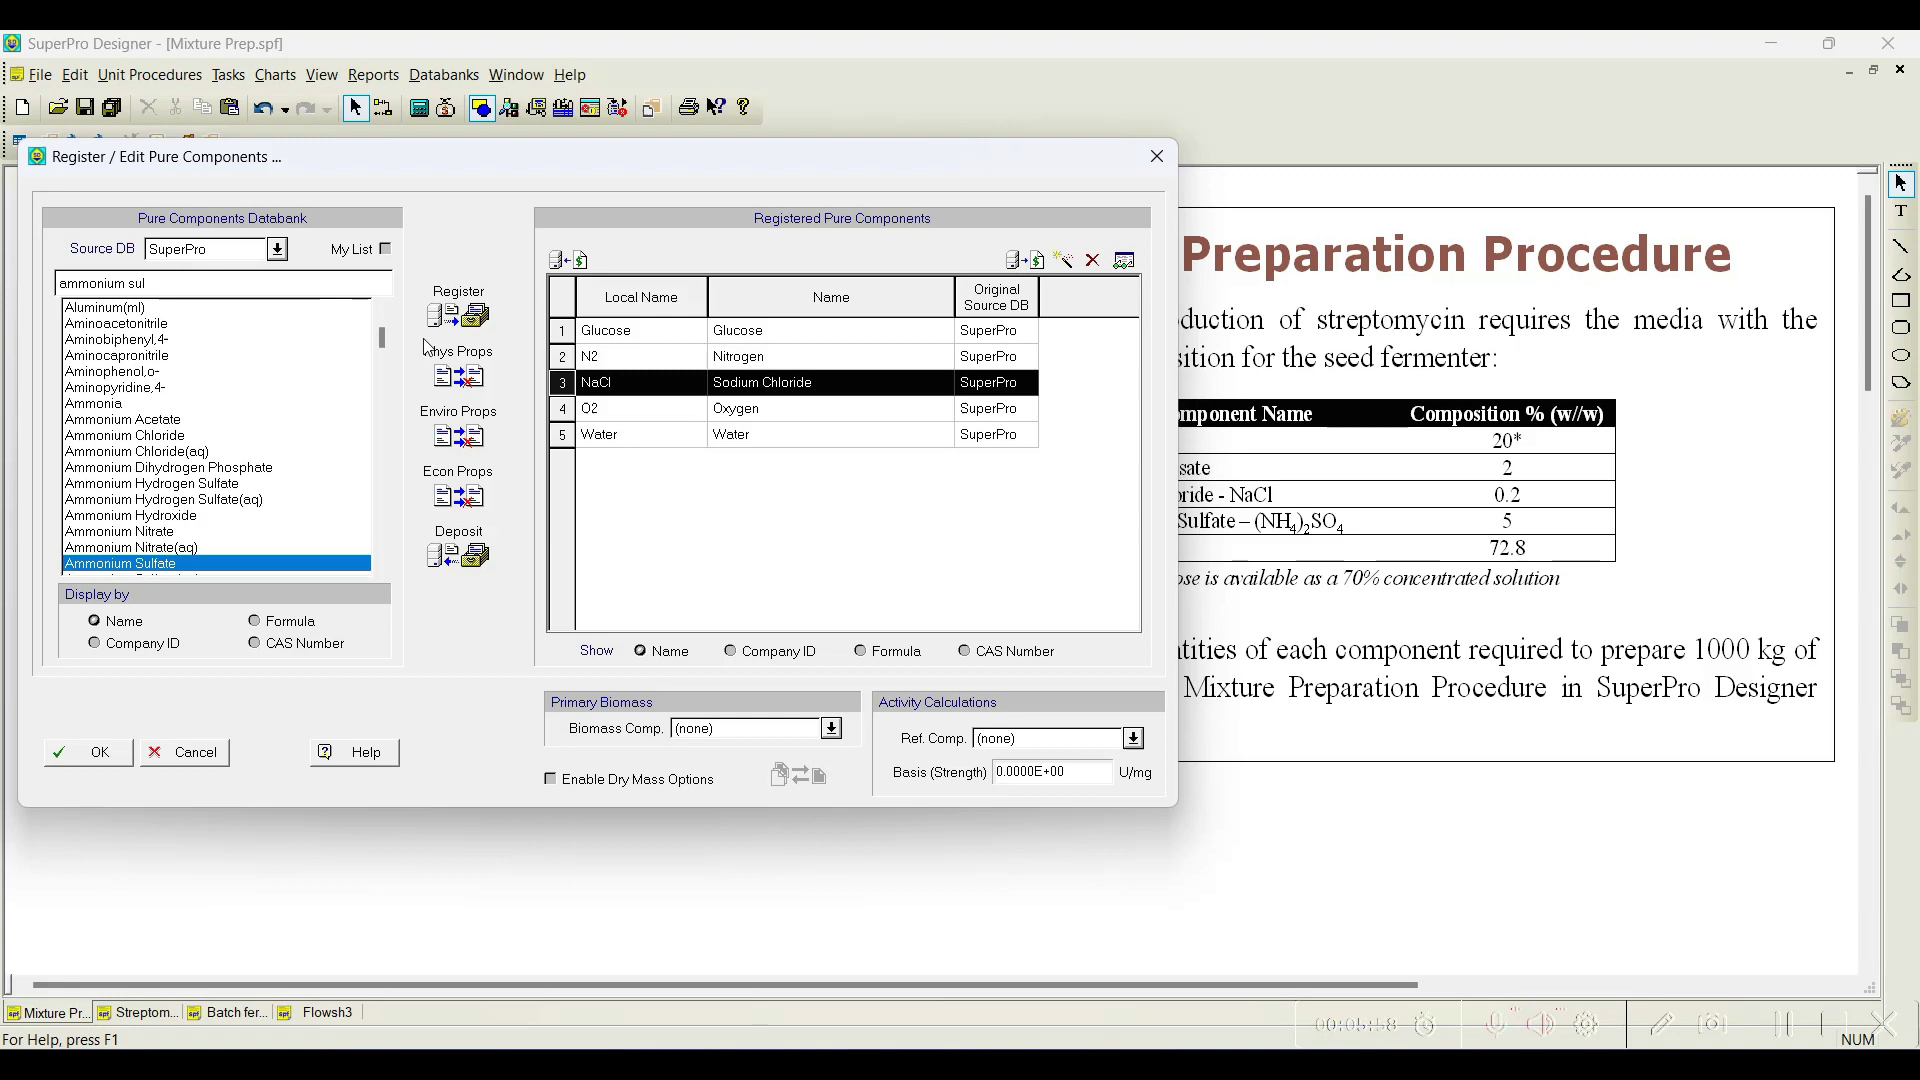 SuperPro Designer - [Mixture Prep.spf]
File Edit Unit Procedures Tasks Charts View Reports Databanks Window Help
Register / Edit Pure Components ...
Pure Components Databank
Source DB SuperPro My List
ammonium sul
Aluminum(ml)
Aminoacetonitrile
Aminobiphenyl,4-
Aminocapronitrile
Aminophenol,o-
Aminopyridine,4-
Ammonia
Ammonium Acetate
Ammonium Chloride
Ammonium Chloride(aq)
Ammonium Dihydrogen Phosphate
Ammonium Hydrogen Sulfate
Ammonium Hydrogen Sulfate(aq)
Ammonium Hydroxide
Ammonium Nitrate
Ammonium Nitrate(aq)
Ammonium Sulfate
Display by
Name Formula
Company ID CAS Number
Register
hys Props
Enviro Props
Econ Props
Deposit
Registered Pure Components
Local Name Name Original Source DB
1 Glucose Glucose SuperPro
2 N2 Nitrogen SuperPro
3 NaCl Sodium Chloride SuperPro
4 O2 Oxygen SuperPro
5 Water Water SuperPro
Show Name Company ID Formula CAS Number
Primary Biomass
Biomass Comp. (none)
Enable Dry Mass Options
Activity Calculations
Ref. Comp. (none)
Basis (Strength) 0.0000E+00 U/mg
OK Cancel Help
Preparation Procedure
duction of streptomycin requires the media with the
sition for the seed fermenter:
omponent Name Composition % (w//w)
20*
sate 2
oride - NaCl 0.2
Sulfate – (NH4)2SO4 5
72.8
ose is available as a 70% concentrated solution
ntities of each component required to prepare 1000 kg of
Mixture Preparation Procedure in SuperPro Designer
Mixture Pr... Streptom... Batch fer... Flowsh3
For Help, press F1
00:05:58
NUM